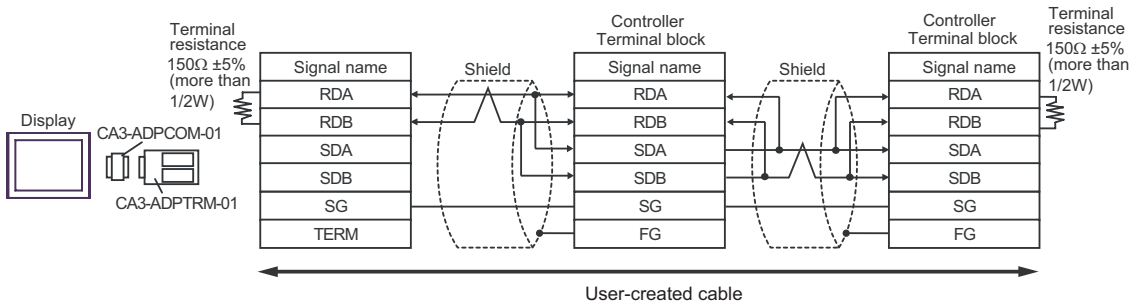 Terminal
resistance
150Ω ±5%
(more than
1/2W)
Display
CA3-ADPCOM-01
CA3-ADPTRM-01
Signal name
RDA
RDB
SDA
SDB
SG
TERM
Shield
Controller
Terminal block
Signal name
RDA
RDB
SDA
SDB
SG
FG
Shield
Controller
Terminal block
Signal name
RDA
RDB
SDA
SDB
SG
FG
Terminal
resistance
150Ω ±5%
(more than
1/2W)
User-created cable